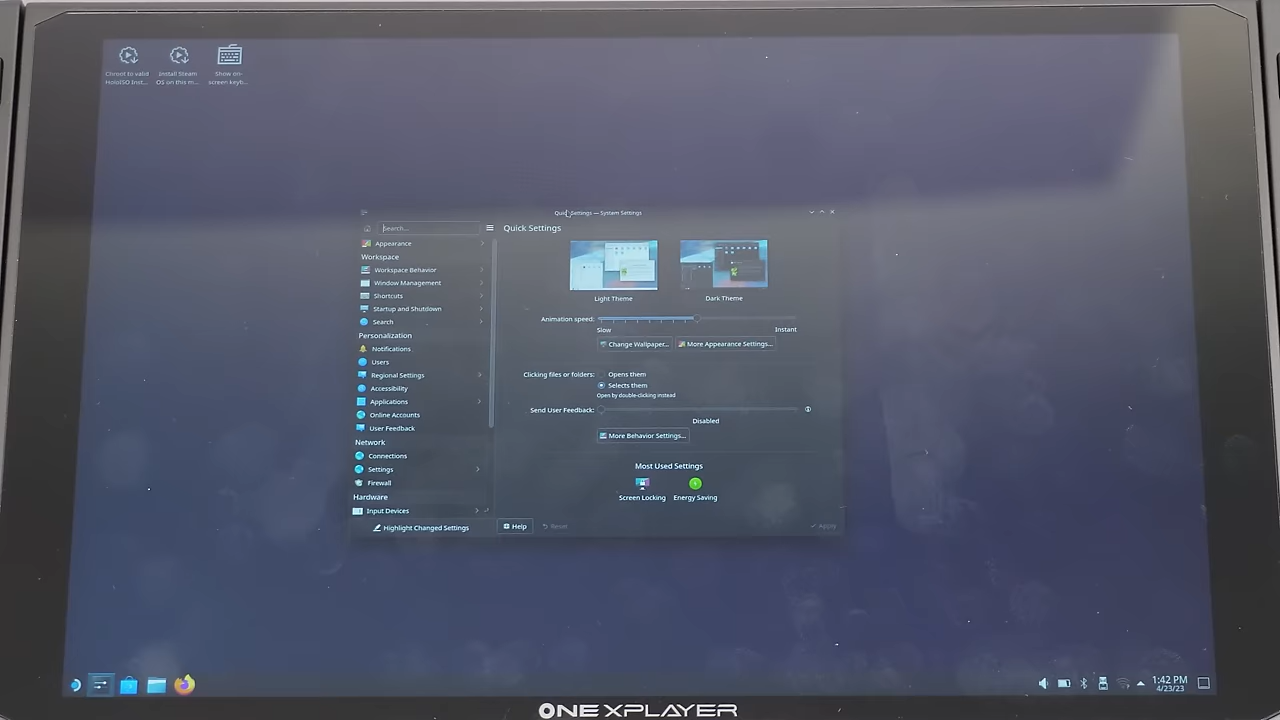 Chroot to valid
HoloISO Inst...
Install Steam
OS on this m...
Show on-
screen keyb...
Quick Settings — System Settings
Search...
Quick Settings
Appearance
Workspace
Workspace Behavior
Window Management
Shortcuts
Startup and Shutdown
Search
Personalization
Notifications
Users
Regional Settings
Accessibility
Applications
Online Accounts
User Feedback
Network
Connections
Settings
Firewall
Hardware
Input Devices
Highlight Changed Settings
Light Theme
Dark Theme
Animation speed:
Slow
Instant
Change Wallpaper...
More Appearance Settings...
Clicking files or folders:
Opens them
Selects them
Open by double-clicking instead
Send User Feedback:
Disabled
More Behavior Settings...
Most Used Settings
Screen Locking
Energy Saving
Help
Reset
Apply
1:42 PM
4/23/23
ONEXPLAYER